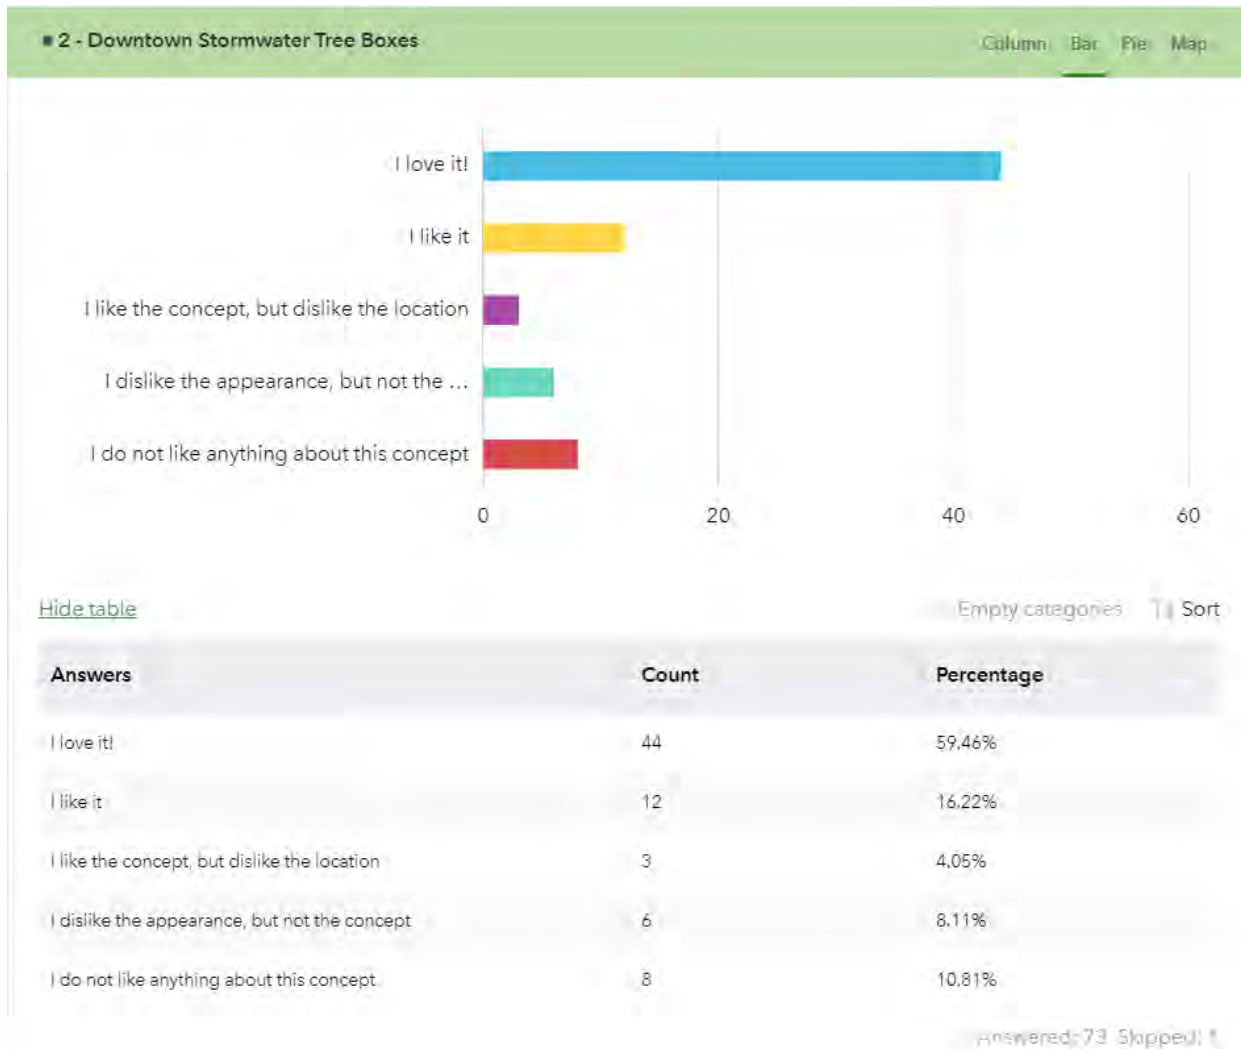 2 - Downtown Stormwater Tree Boxes
Column Bar Pie Map
I love it!
I like it
I like the concept, but dislike the location
I dislike the appearance, but not the ...
I do not like anything about this concept
0 20 40 60
Hide table
Empty categories Sort
Answers Count Percentage
I love it! 44 59.46%
I like it 12 16.22%
I like the concept, but dislike the location 3 4.05%
I dislike the appearance, but not the concept 6 8.11%
I do not like anything about this concept 8 10.81%
Answered: 73 Skipped: 1